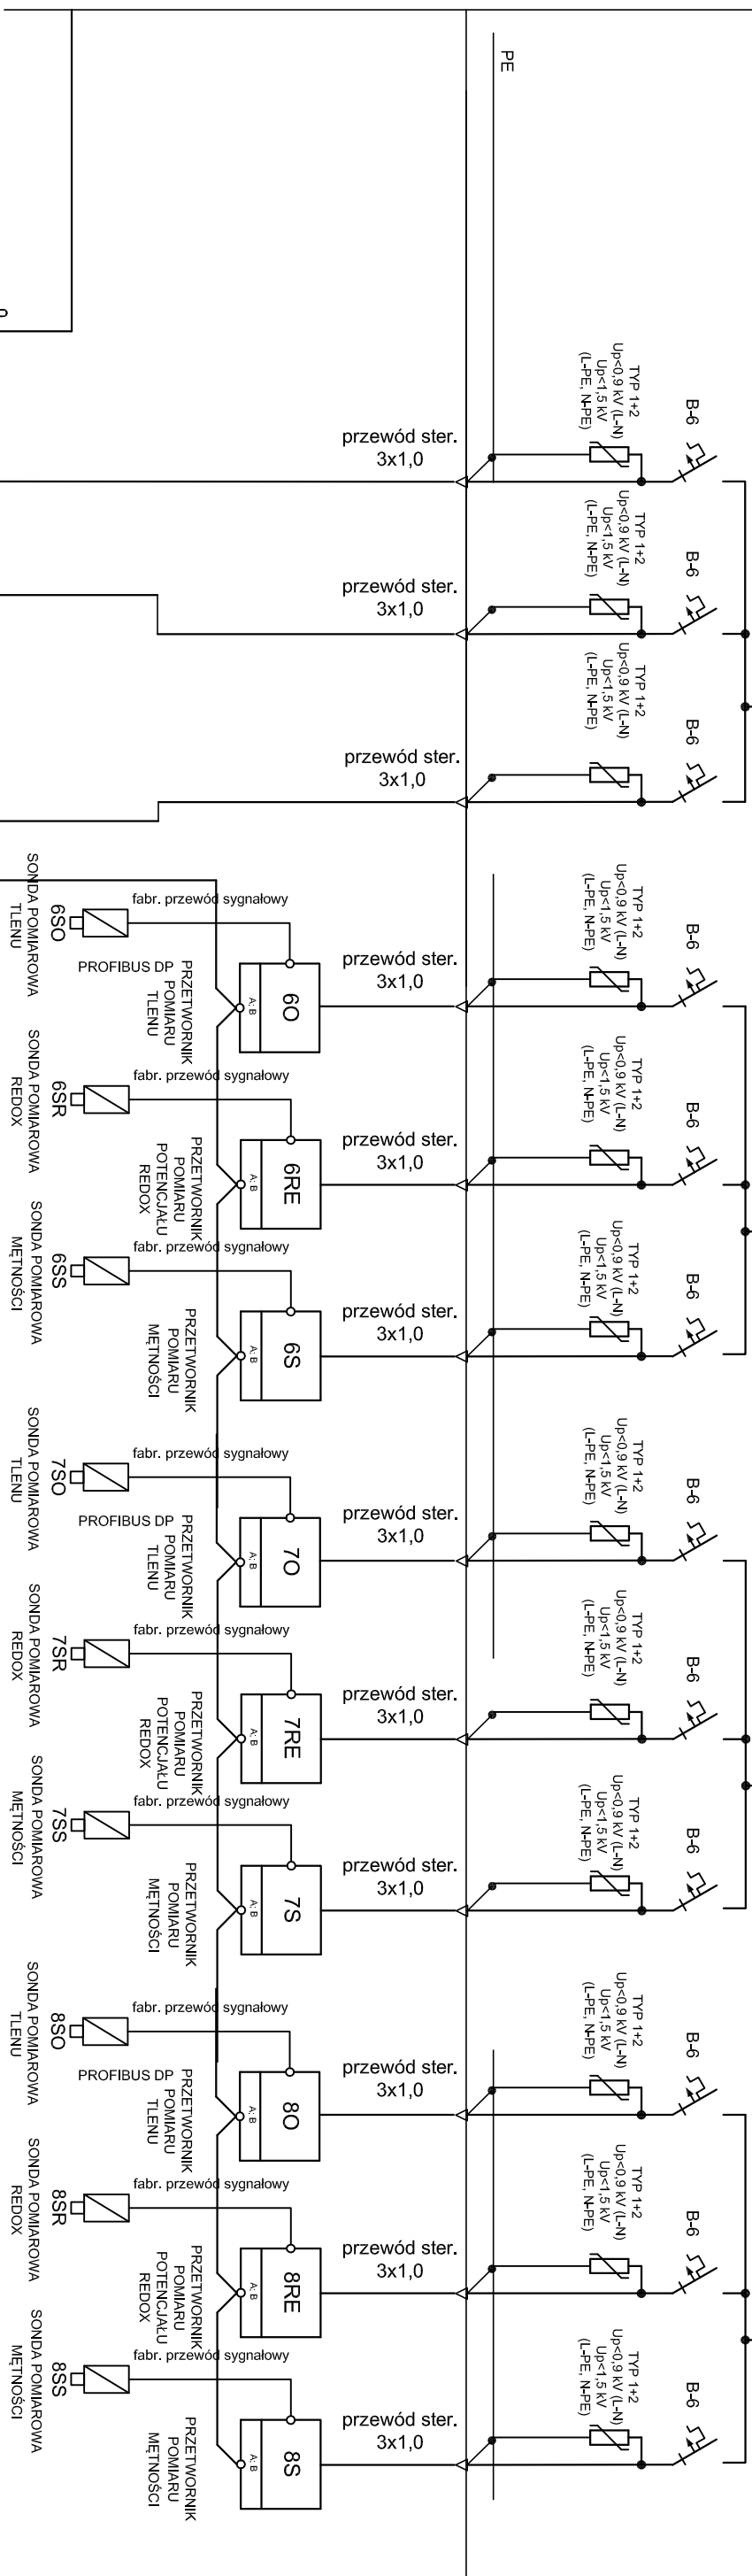 PE
TYP 1+2
Up<0,9 kV (L-N)
Up<1,5 kV
(L-PE, N-PE)
B-6
przewód ster.
3x1,0
TYP 1+2
Up<0,9 kV (L-N)
Up<1,5 kV
(L-PE, N-PE)
B-6
przewód ster.
3x1,0
TYP 1+2
Up<0,9 kV (L-N)
Up<1,5 kV
(L-PE, N-PE)
B-6
przewód ster.
3x1,0
TYP 1+2
Up<0,9 kV (L-N)
Up<1,5 kV
(L-PE, N-PE)
B-6
przewód ster.
3x1,0
fabr. przewód sygnałowy
6SO
SONDA POMIAROWA
TLENU
PROFIBUS DP
PRZETWORNIK
POMIARU
TLENU
6O
A; B
TYP 1+2
Up<0,9 kV (L-N)
Up<1,5 kV
(L-PE, N-PE)
B-6
przewód ster.
3x1,0
fabr. przewód sygnałowy
6SR
SONDA POMIAROWA
REDOX
PRZETWORNIK
POMIARU
POTENCJAŁU
REDOX
6RE
A; B
TYP 1+2
Up<0,9 kV (L-N)
Up<1,5 kV
(L-PE, N-PE)
B-6
przewód ster.
3x1,0
fabr. przewód sygnałowy
6SS
SONDA POMIAROWA
MĘTNOŚCI
PRZETWORNIK
POMIARU
MĘTNOŚCI
6S
A; B
TYP 1+2
Up<0,9 kV (L-N)
Up<1,5 kV
(L-PE, N-PE)
B-6
przewód ster.
3x1,0
fabr. przewód sygnałowy
7SO
SONDA POMIAROWA
TLENU
PROFIBUS DP
PRZETWORNIK
POMIARU
TLENU
7O
A; B
TYP 1+2
Up<0,9 kV (L-N)
Up<1,5 kV
(L-PE, N-PE)
B-6
przewód ster.
3x1,0
fabr. przewód sygnałowy
7SR
SONDA POMIAROWA
REDOX
PRZETWORNIK
POMIARU
POTENCJAŁU
REDOX
7RE
A; B
TYP 1+2
Up<0,9 kV (L-N)
Up<1,5 kV
(L-PE, N-PE)
B-6
przewód ster.
3x1,0
fabr. przewód sygnałowy
7SS
SONDA POMIAROWA
MĘTNOŚCI
PRZETWORNIK
POMIARU
MĘTNOŚCI
7S
A; B
TYP 1+2
Up<0,9 kV (L-N)
Up<1,5 kV
(L-PE, N-PE)
B-6
przewód ster.
3x1,0
fabr. przewód sygnałowy
8SO
SONDA POMIAROWA
TLENU
PROFIBUS DP
PRZETWORNIK
POMIARU
TLENU
8O
A; B
TYP 1+2
Up<0,9 kV (L-N)
Up<1,5 kV
(L-PE, N-PE)
B-6
przewód ster.
3x1,0
fabr. przewód sygnałowy
8SR
SONDA POMIAROWA
REDOX
PRZETWORNIK
POMIARU
POTENCJAŁU
REDOX
8RE
A; B
TYP 1+2
Up<0,9 kV (L-N)
Up<1,5 kV
(L-PE, N-PE)
B-6
przewód ster.
3x1,0
fabr. przewód sygnałowy
8SS
SONDA POMIAROWA
MĘTNOŚCI
PRZETWORNIK
POMIARU
MĘTNOŚCI
8S
A; B